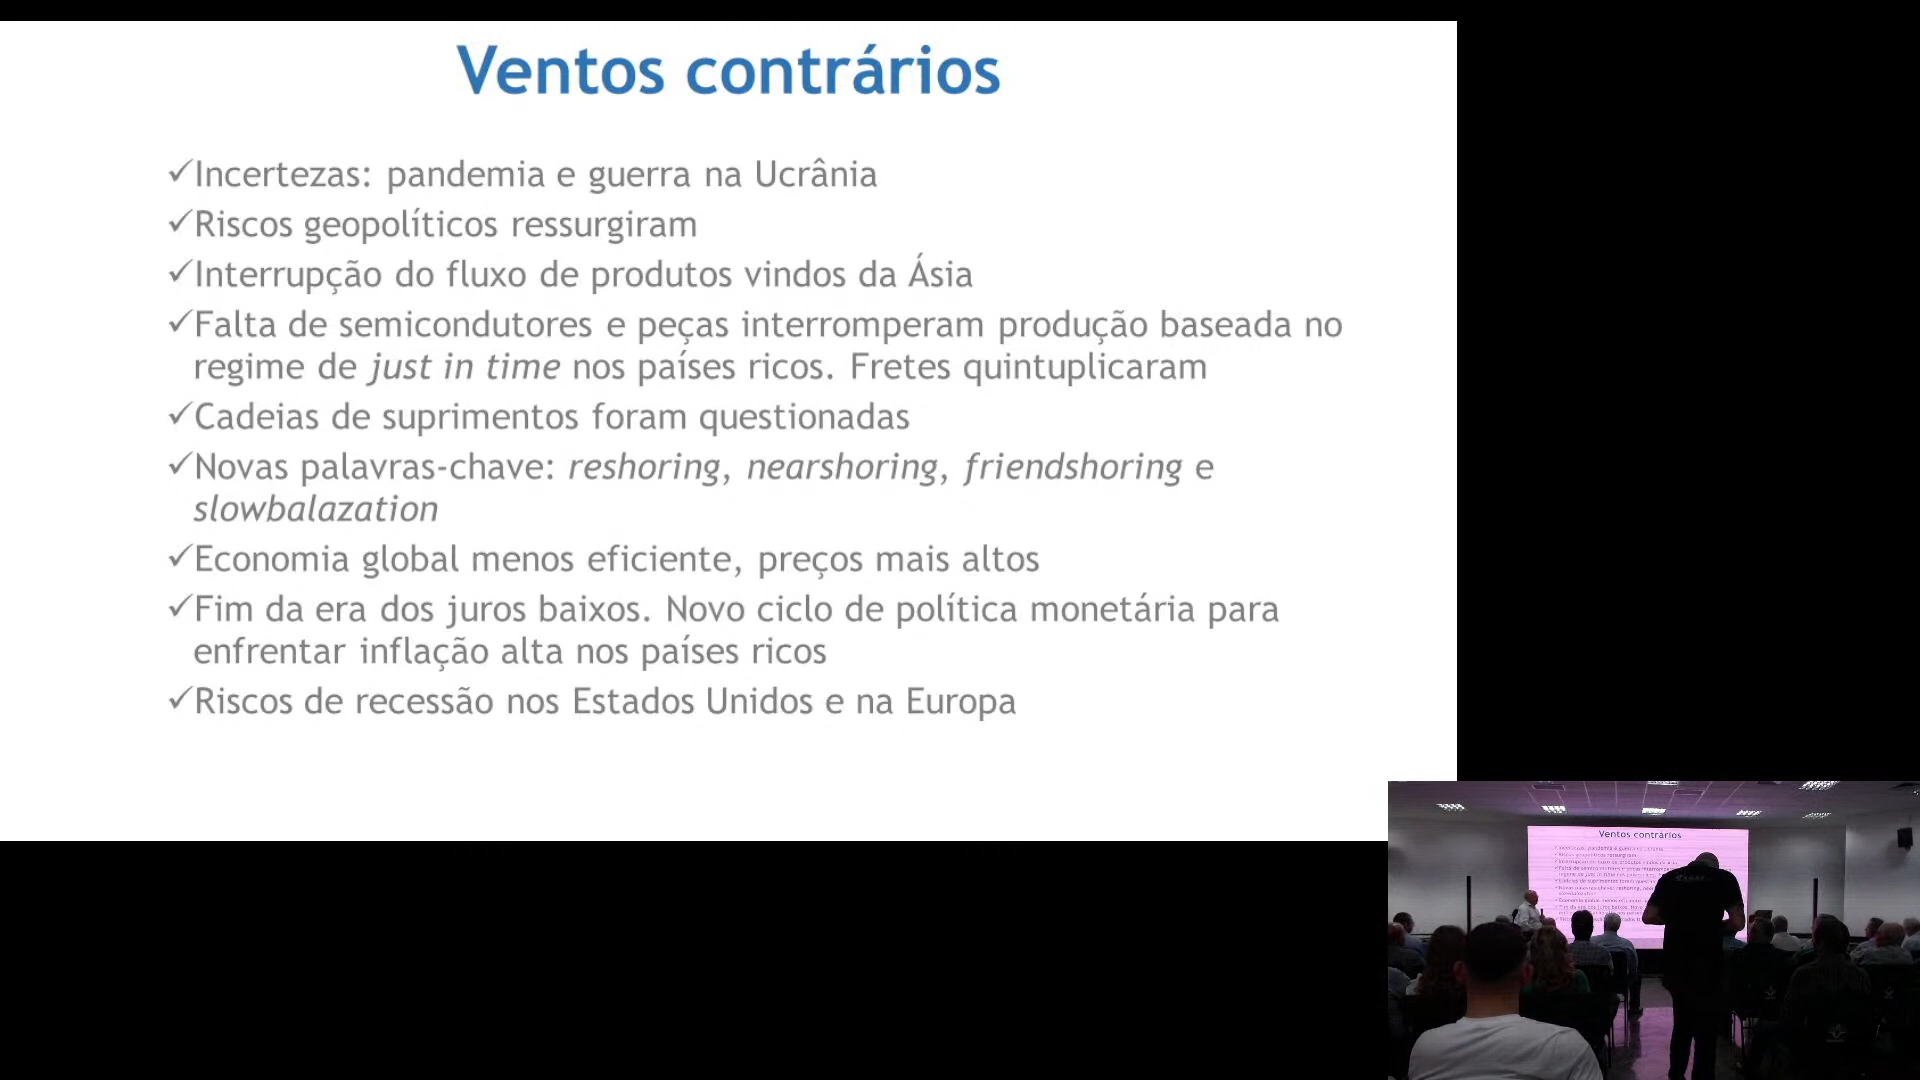 Ventos contrários
✓Incertezas: pandemia e guerra na Ucrânia
✓Riscos geopolíticos ressurgiram
✓Interrupção do fluxo de produtos vindos da Ásia
✓Falta de semicondutores e peças interromperam produção baseada no
regime de just in time nos países ricos. Fretes quintuplicaram
✓Cadeias de suprimentos foram questionadas
✓Novas palavras-chave: reshoring, nearshoring, friendshoring e
slowbalazation
✓Economia global menos eficiente, preços mais altos
✓Fim da era dos juros baixos. Novo ciclo de política monetária para
enfrentar inflação alta nos países ricos
✓Riscos de recessão nos Estados Unidos e na Europa
Ventos contrários